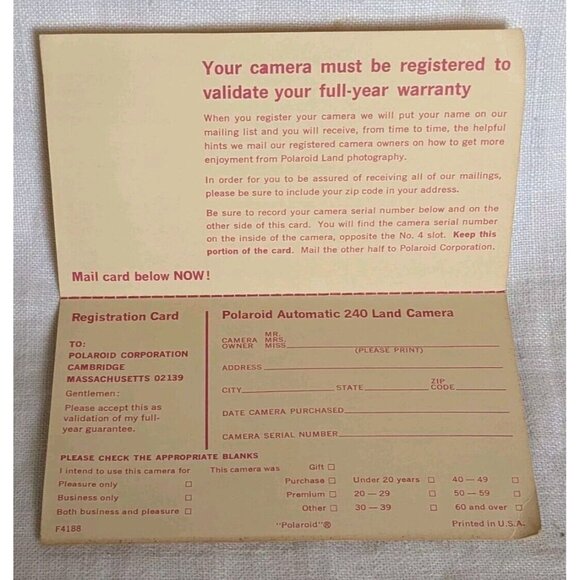 Your camera must be registered to
validate your full-year warranty
When you register your camera we will put your name on our
mailing list and you will receive, from time to time, the helpful
hints we mail our registered camera owners on how to get more
enjoyment from Polaroid Land photography.
In order for you to be assured of receiving all of our mailings,
please be sure to include your zip code in your address.
Be sure to record your camera serial number below and on the
other side of this card. You will find the camera serial number
on the inside of the camera, opposite the No. 4 slot. Keep this
portion of the card. Mail the other half to Polaroid Corporation.
Mail card below NOW!
Registration Card
TO:
POLAROID CORPORATION
CAMBRIDGE
MASSACHUSETTS 02139
Gentlemen:
Please accept this as
validation of my full-
year guarantee.
Polaroid Automatic 240 Land Camera
MR.
CAMERA MRS.
OWNER MISS
(PLEASE PRINT)
ADDRESS
CITY STATE ZIP CODE
DATE CAMERA PURCHASED
CAMERA SERIAL NUMBER
PLEASE CHECK THE APPROPRIATE BLANKS
I intend to use this camera for
Pleasure only
Business only
Both business and pleasure
This camera was Gift
Purchase
Premium
Other
Under 20 years
20 — 29
30 — 39
40 — 49
50 — 59
60 and over
F4188 "Polaroid"® Printed in U.S.A.